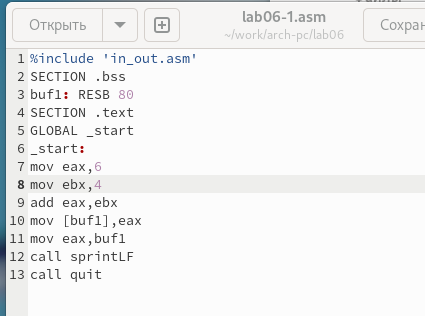 Открыть
lab06-1.asm
~/work/arch-pc/lab06
Сохран
1 %include 'in_out.asm'
2 SECTION .bss
3 buf1: RESB 80
4 SECTION .text
5 GLOBAL _start
6 _start:
7 mov eax,6
8 mov ebx,4
9 add eax,ebx
10 mov [buf1],eax
11 mov eax,buf1
12 call sprintLF
13 call quit